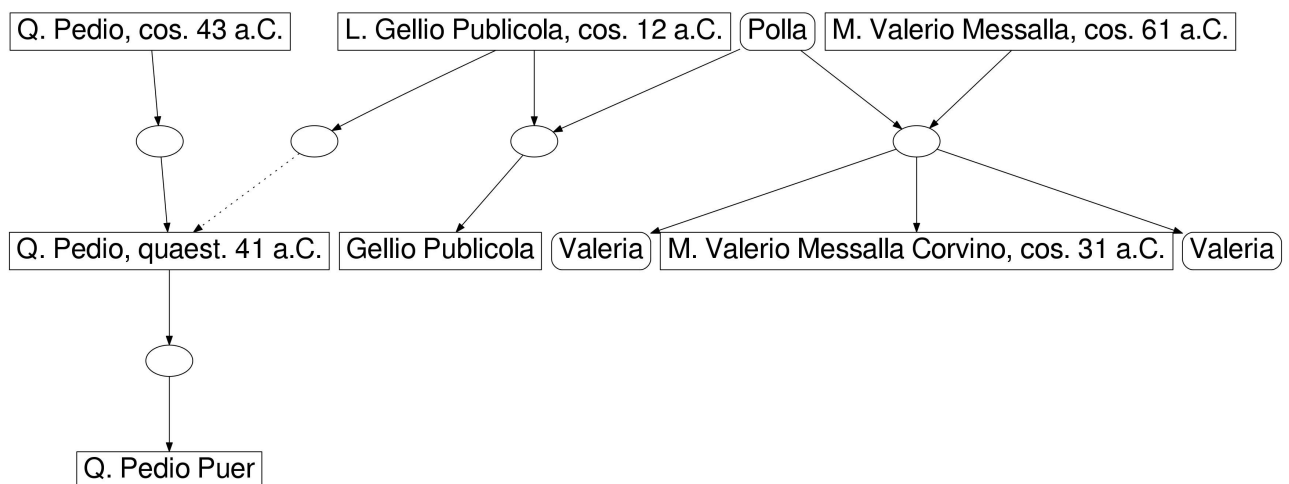 Q. Pedio, cos. 43 a.C.
L. Gellio Publicola, cos. 12 a.C.
Polla
M. Valerio Messalla, cos. 61 a.C.
Q. Pedio, quaest. 41 a.C.
Gellio Publicola
Valeria
M. Valerio Messalla Corvino, cos. 31 a.C.
Valeria
Q. Pedio Puer